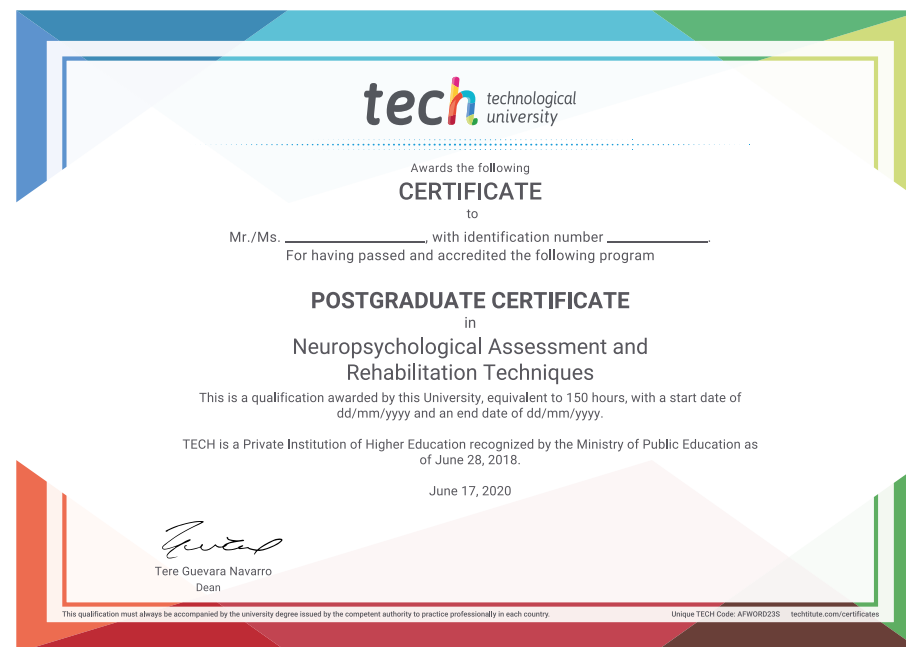 tech technological
university
Awards the following
CERTIFICATE
to
Mr./Ms. ____________________, with identification number ______________.
For having passed and accredited the following program
POSTGRADUATE CERTIFICATE
in
Neuropsychological Assessment and
Rehabilitation Techniques
This is a qualification awarded by this University, equivalent to 150 hours, with a start date of
dd/mm/yyyy and an end date of dd/mm/yyyy.
TECH is a Private Institution of Higher Education recognized by the Ministry of Public Education as
of June 28, 2018.
June 17, 2020
Tere Guevara Navarro
Dean
This qualification must always be accompanied by the university degree issued by the competent authority to practice professionally in each country. Unique TECH Code: AFWORD23S techtitute.com/certificates